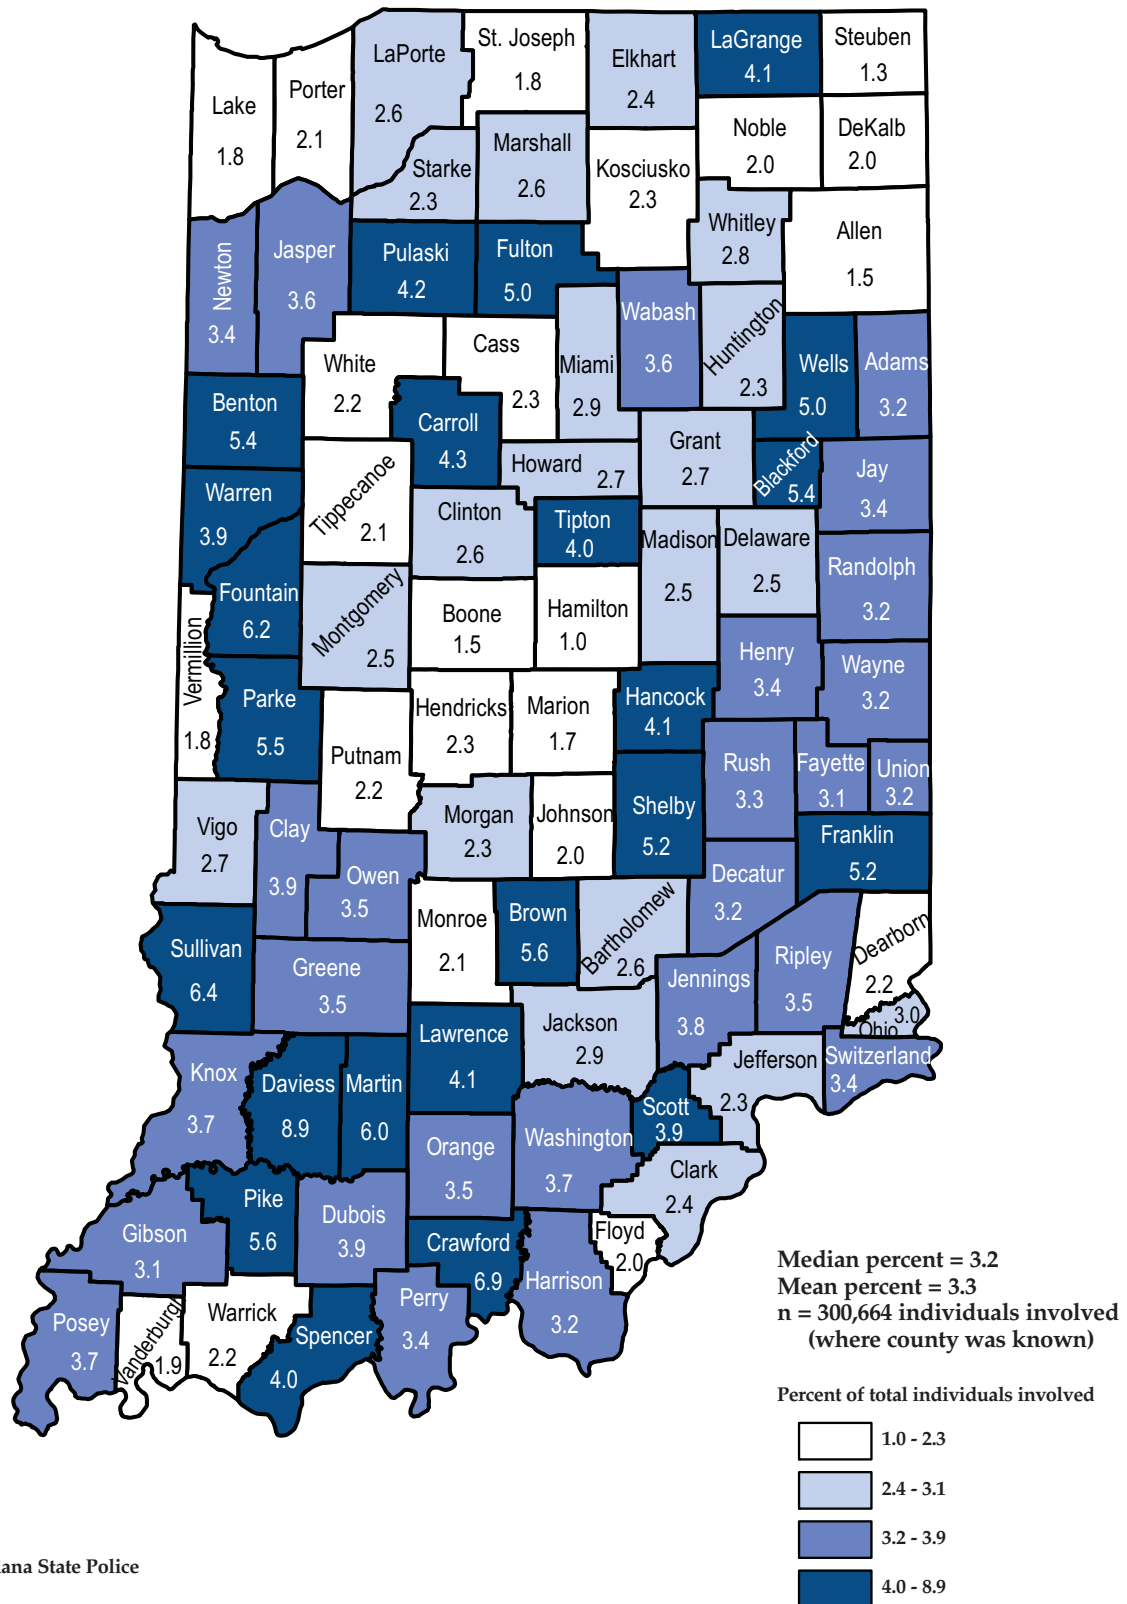 LaPorte
2.6
St. Joseph
1.8
Elkhart
2.4
LaGrange
4.1
Steuben
1.3
Lake
1.8
Porter
2.1
Noble
2.0
DeKalb
2.0
Starke
2.3
Marshall
2.6
Kosciusko
2.3
Whitley
2.8
Allen
1.5
Newton
3.4
Jasper
3.6
Pulaski
4.2
Fulton
5.0
Wabash
3.6
Huntington
2.3
Wells
5.0
Adams
3.2
White
2.2
Cass
2.3
Miami
2.9
Benton
5.4
Carroll
4.3
Howard
2.7
Grant
2.7
Blackford
5.4
Jay
3.4
Warren
3.9
Tippecanoe
2.1
Clinton
2.6
Tipton
4.0
Madison
2.5
Delaware
2.5
Randolph
3.2
Fountain
6.2
Montgomery
2.5
Boone
1.5
Hamilton
1.0
Vermillion
1.8
Parke
5.5
Putnam
2.2
Hendricks
2.3
Marion
1.7
Hancock
4.1
Henry
3.4
Wayne
3.2
Rush
3.3
Fayette
3.1
Union
3.2
Vigo
2.7
Clay
3.9
Owen
3.5
Morgan
2.3
Johnson
2.0
Shelby
5.2
Franklin
5.2
Decatur
3.2
Monroe
2.1
Brown
5.6
Bartholomew
2.6
Sullivan
6.4
Greene
3.5
Jennings
3.8
Ripley
3.5
Dearborn
2.2
Ohio
3.0
Lawrence
4.1
Jackson
2.9
Jefferson
2.3
Switzerland
3.4
Knox
3.7
Daviess
8.9
Martin
6.0
Orange
3.5
Washington
3.7
Scott
3.9
Clark
2.4
Floyd
2.0
Gibson
3.1
Pike
5.6
Dubois
3.9
Crawford
6.9
Harrison
3.2
Posey
3.7
Vanderburgh
1.9
Warrick
2.2
Spencer
4.0
Perry
3.4
Median percent = 3.2
Mean percent = 3.3
n = 300,664 individuals involved
(where county was known)
Percent of total individuals involved
1.0 - 2.3
2.4 - 3.1
3.2 - 3.9
4.0 - 8.9
ana State Police